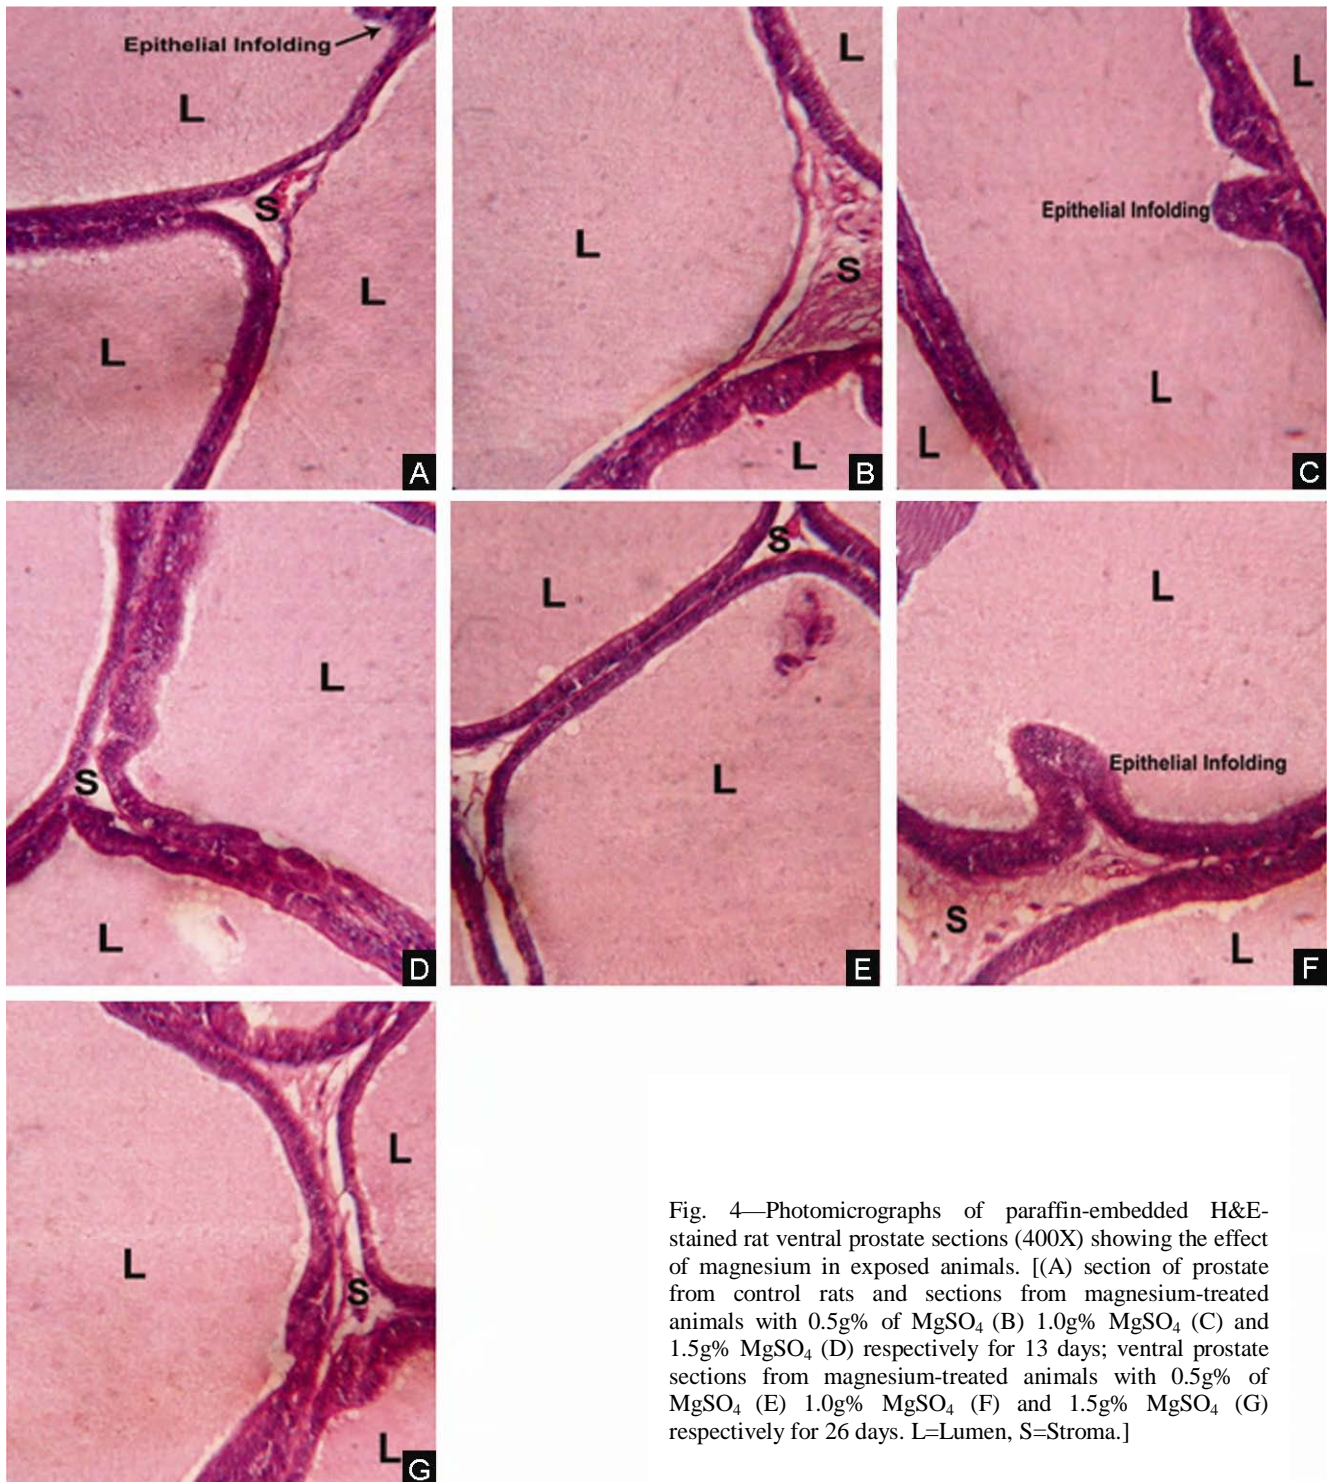 Epithelial Infolding
L
S
L
L
A
L
L
S
L
B
L
Epithelial Infolding
L
L
C
L
S
L
D
S
L
L
E
L
Epithelial Infolding
S
L
F
L
L
S
L
G
Fig. 4—Photomicrographs of paraffin-embedded H&E-
stained rat ventral prostate sections (400X) showing the effect
of magnesium in exposed animals. [(A) section of prostate
from control rats and sections from magnesium-treated
animals with 0.5g% of MgSO₄ (B) 1.0g% MgSO₄ (C) and
1.5g% MgSO₄ (D) respectively for 13 days; ventral prostate
sections from magnesium-treated animals with 0.5g% of
MgSO₄ (E) 1.0g% MgSO₄ (F) and 1.5g% MgSO₄ (G)
respectively for 26 days. L=Lumen, S=Stroma.]